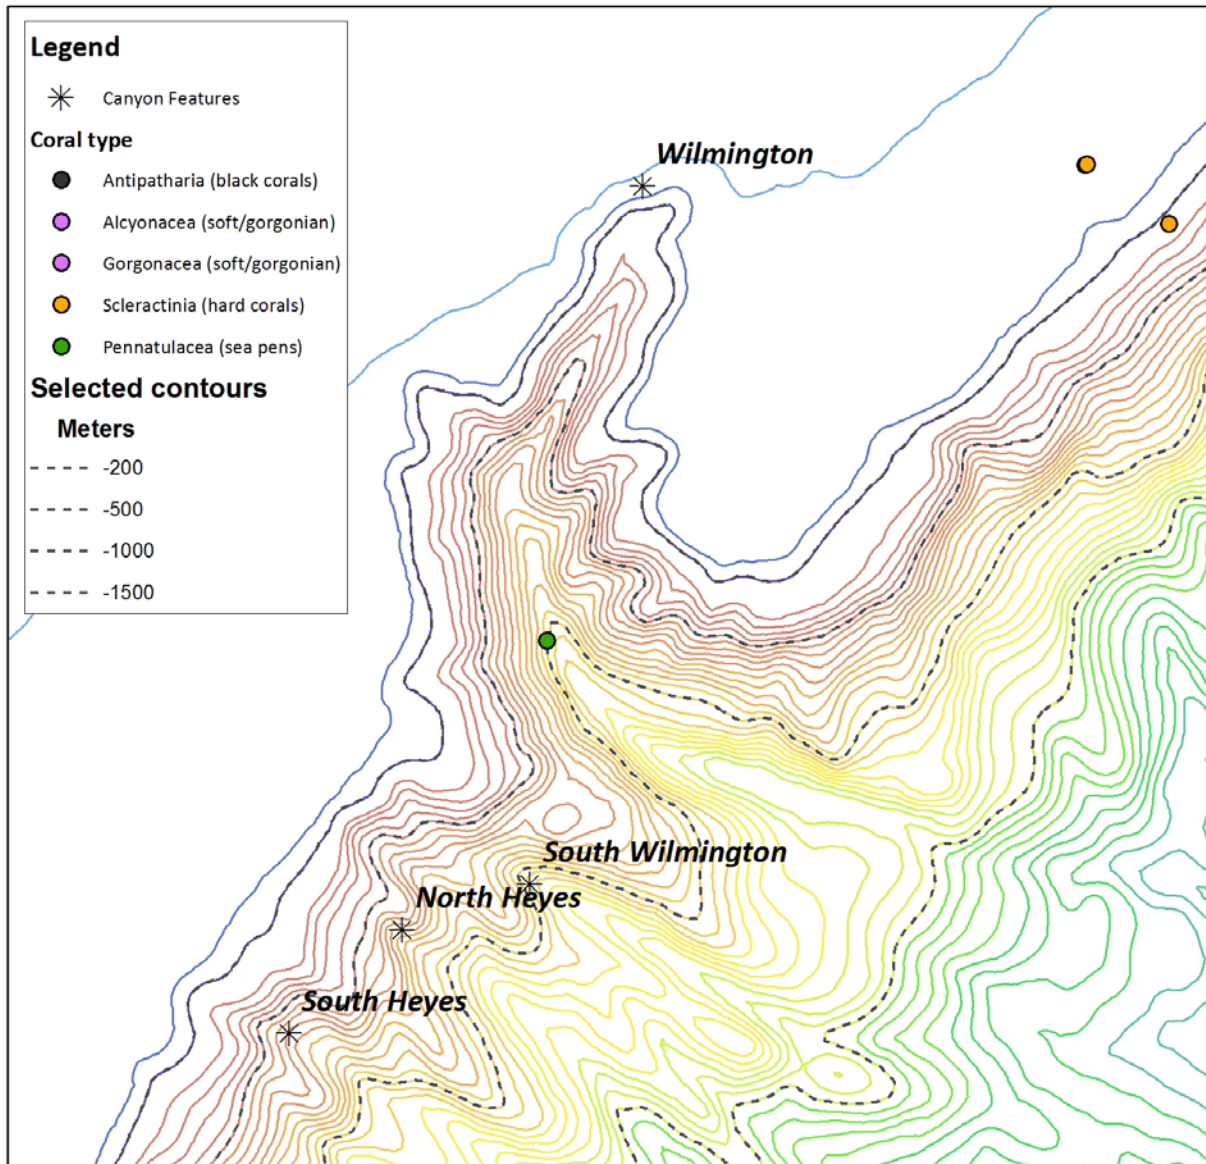 Legend
Canyon Features
Coral type
Antipatharia (black corals)
Alcyonacea (soft/gorgonian)
Gorgonacea (soft/gorgonian)
Scleractinia (hard corals)
Pennatulacea (sea pens)
Selected contours
Meters
-200
-500
-1000
-1500
Wilmington
South Wilmington
North Heyes
South Heyes